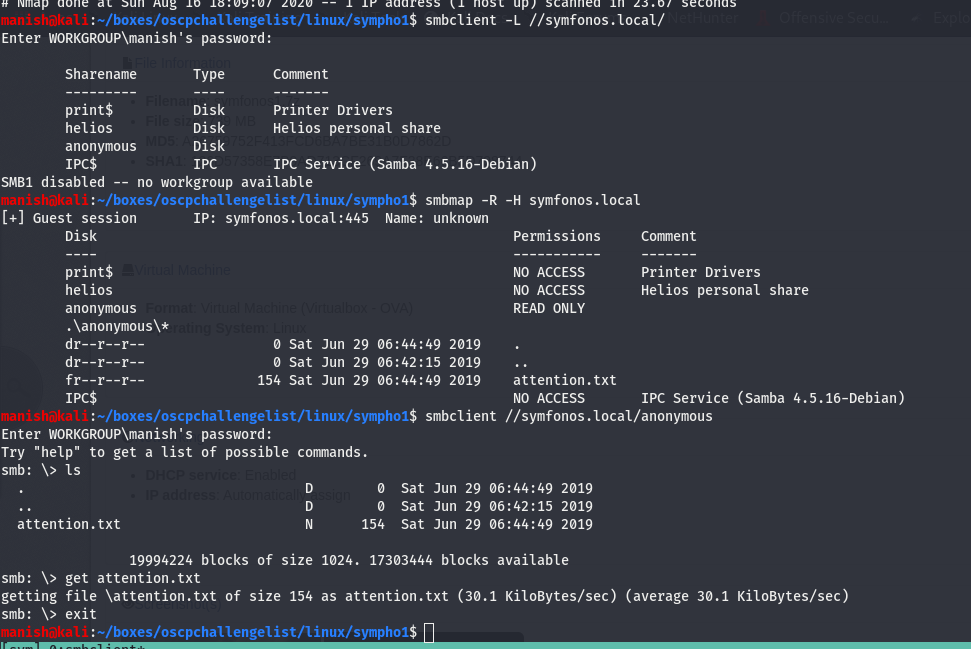 # Nmap done at Sun Aug 16 18:09:07 2020 -- 1 IP address (1 host up) scanned in 23.67 seconds
manish@kali:~/boxes/oscpchallengelist/linux/sympho1$ smbclient -L //symfonos.local/
Enter WORKGROUP\manish's password:
Sharename Type Comment
--------- ---- -------
print$ Disk Printer Drivers
helios Disk Helios personal share
anonymous Disk
IPC$ IPC IPC Service (Samba 4.5.16-Debian)
SMB1 disabled -- no workgroup available
manish@kali:~/boxes/oscpchallengelist/linux/sympho1$ smbmap -R -H symfonos.local
[+] Guest session IP: symfonos.local:445 Name: unknown
Disk Permissions Comment
---- ----------- -------
print$ NO ACCESS Printer Drivers
helios NO ACCESS Helios personal share
anonymous READ ONLY
.\anonymous\*
dr--r--r-- 0 Sat Jun 29 06:44:49 2019 .
dr--r--r-- 0 Sat Jun 29 06:42:15 2019 ..
fr--r--r-- 154 Sat Jun 29 06:44:49 2019 attention.txt
IPC$ NO ACCESS IPC Service (Samba 4.5.16-Debian)
manish@kali:~/boxes/oscpchallengelist/linux/sympho1$ smbclient //symfonos.local/anonymous
Enter WORKGROUP\manish's password:
Try "help" to get a list of possible commands.
smb: \> ls
. D 0 Sat Jun 29 06:44:49 2019
.. D 0 Sat Jun 29 06:42:15 2019
attention.txt N 154 Sat Jun 29 06:44:49 2019
19994224 blocks of size 1024. 17303444 blocks available
smb: \> get attention.txt
getting file \attention.txt of size 154 as attention.txt (30.1 KiloBytes/sec) (average 30.1 KiloBytes/sec)
smb: \> exit
manish@kali:~/boxes/oscpchallengelist/linux/sympho1$
[sym] 0:smbclient*